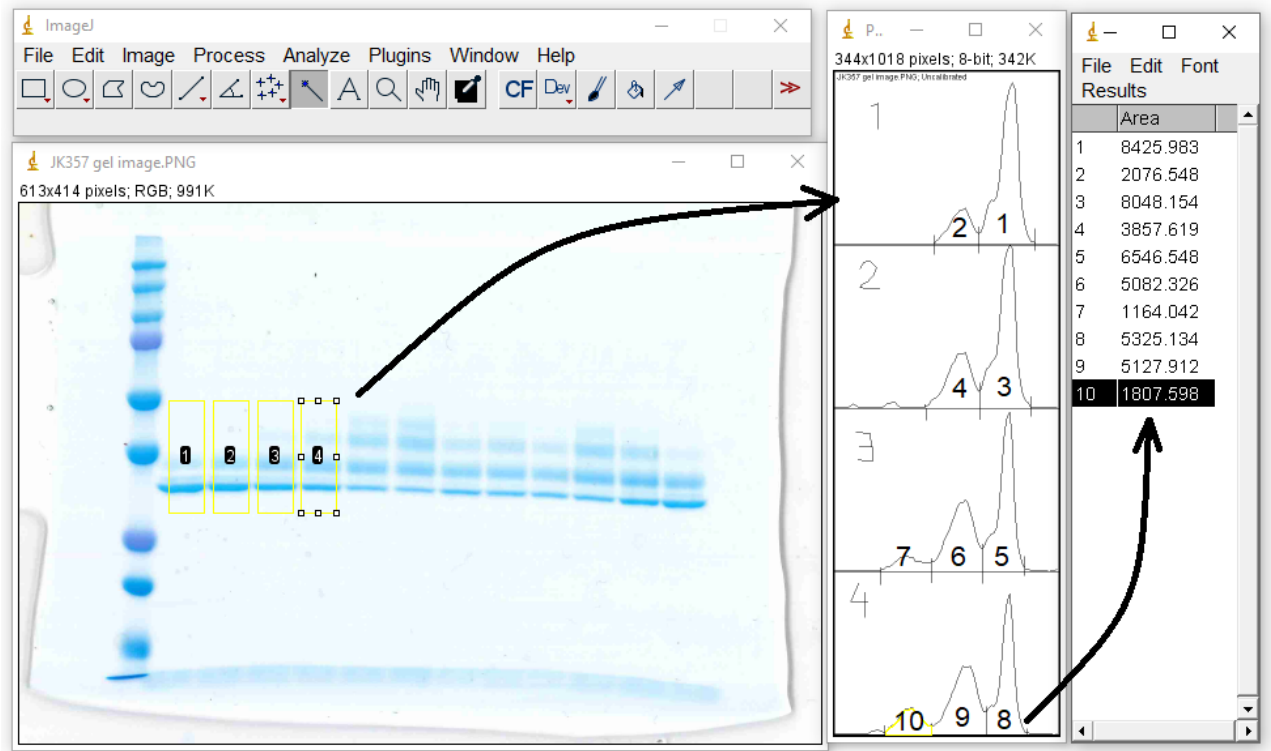 ImageJ
File Edit Image Process Analyze Plugins Window Help
A CF Dev >>
JK357 gel image.PNG
613x414 pixels; RGB; 991K
1 2 3 4
P..
344x1018 pixels; 8-bit; 342K
JK357 gel image.PNG; Uncalibrated
1
2 1
2
4 3
3
7 6 5
4
10 9 8
File Edit Font
Results
Area
1 8425.983
2 2076.548
3 8048.154
4 3857.619
5 6546.548
6 5082.326
7 1164.042
8 5325.134
9 5127.912
10 1807.598